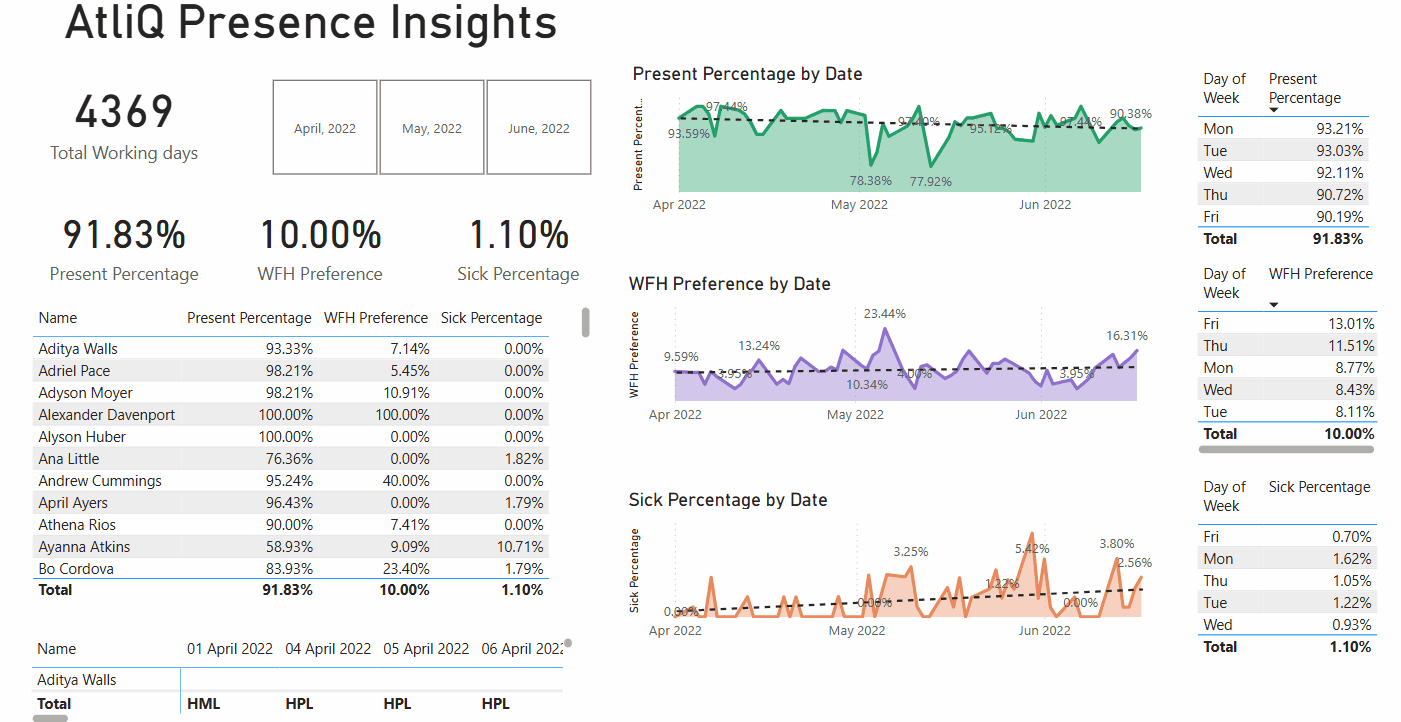 AtliQ Presence Insights
4369
Total Working days
April, 2022
May, 2022
June, 2022
91.83%
Present Percentage
10.00%
WFH Preference
1.10%
Sick Percentage
Name Present Percentage WFH Preference Sick Percentage
Aditya Walls 93.33% 7.14% 0.00%
Adriel Pace 98.21% 5.45% 0.00%
Adyson Moyer 98.21% 10.91% 0.00%
Alexander Davenport 100.00% 100.00% 0.00%
Alyson Huber 100.00% 0.00% 0.00%
Ana Little 76.36% 0.00% 1.82%
Andrew Cummings 95.24% 40.00% 0.00%
April Ayers 96.43% 0.00% 1.79%
Athena Rios 90.00% 7.41% 0.00%
Ayanna Atkins 58.93% 9.09% 10.71%
Bo Cordova 83.93% 23.40% 1.79%
Total 91.83% 10.00% 1.10%
Name 01 April 2022 04 April 2022 05 April 2022 06 April 202
Aditya Walls
Total HML HPL HPL HPL
Present Percentage by Date
Present Percent...
97.44%
93.59%
78.38%
97.40%
77.92%
95.12%
97.44%
90.38%
Apr 2022 May 2022 Jun 2022
WFH Preference by Date
WFH Preference
9.59%
3.95%
13.24%
10.34%
23.44%
4.00%
3.95%
16.31%
Apr 2022 May 2022 Jun 2022
Sick Percentage by Date
Sick Percentage
0.00%
0.00%
3.25%
1.22%
5.42%
0.00%
3.80%
2.56%
Apr 2022 May 2022 Jun 2022
Day of Week Present Percentage
Mon 93.21%
Tue 93.03%
Wed 92.11%
Thu 90.72%
Fri 90.19%
Total 91.83%
Day of Week WFH Preference
Fri 13.01%
Thu 11.51%
Mon 8.77%
Wed 8.43%
Tue 8.11%
Total 10.00%
Day of Week Sick Percentage
Fri 0.70%
Mon 1.62%
Thu 1.05%
Tue 1.22%
Wed 0.93%
Total 1.10%